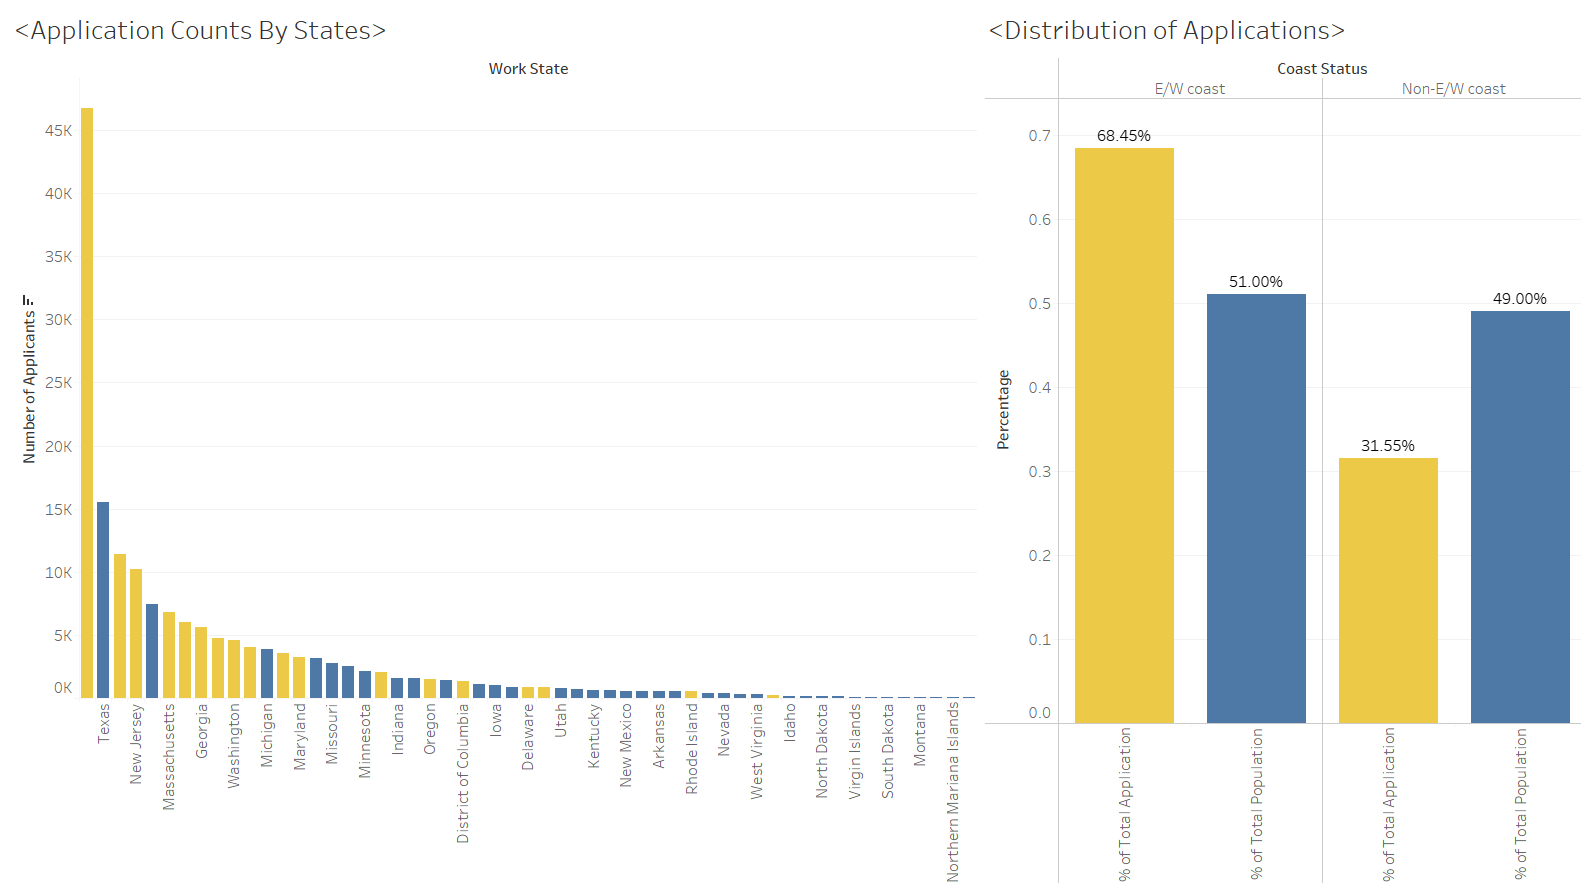 <Application Counts By States>
Work State
Number of Applicants
45K
40K
35K
30K
25K
20K
15K
10K
5K
0K
Texas
New Jersey
Massachusetts
Georgia
Washington
Michigan
Maryland
Missouri
Minnesota
Indiana
Oregon
District of Columbia
Iowa
Delaware
Utah
Kentucky
New Mexico
Arkansas
Rhode Island
Nevada
West Virginia
Idaho
North Dakota
Virgin Islands
South Dakota
Montana
Northern Mariana Islands
<Distribution of Applications>
Coast Status
E/W coast
Non-E/W coast
Percentage
0.7
0.6
0.5
0.4
0.3
0.2
0.1
0.0
68.45%
51.00%
31.55%
49.00%
% of Total Application
% of Total Population
% of Total Application
% of Total Population